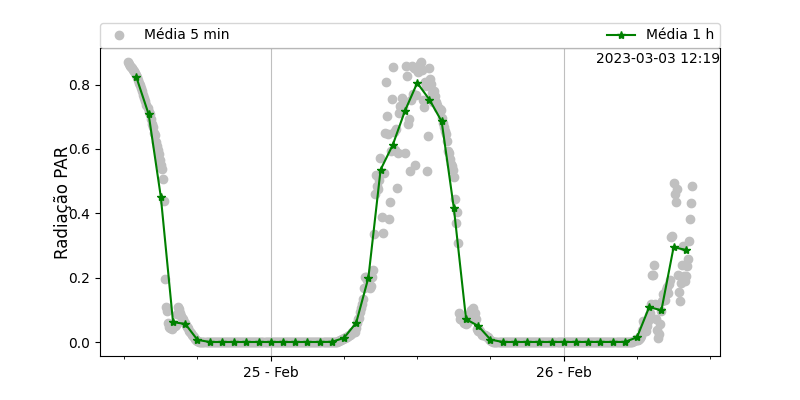 Média 5 min
Média 1 h
2023-03-03 12:19
Radiação PAR
0.8
0.6
0.4
0.2
0.0
25 - Feb
26 - Feb